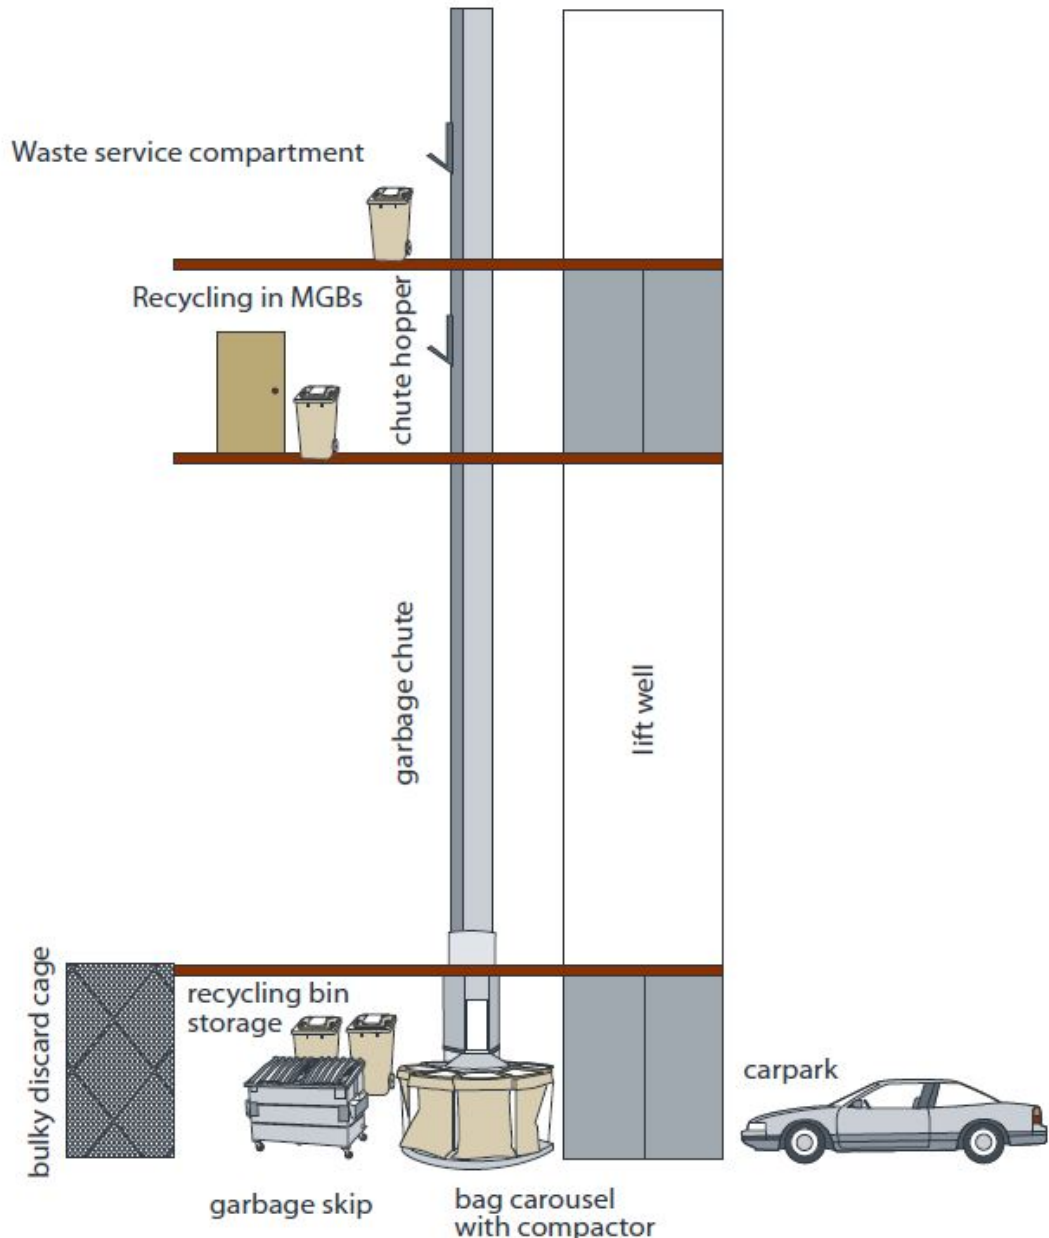 Waste service compartment
Recycling in MGBs
chute hopper
garbage chute
lift well
bulky discard cage
recycling bin
storage
carpark
garbage skip
bag carousel
with compactor